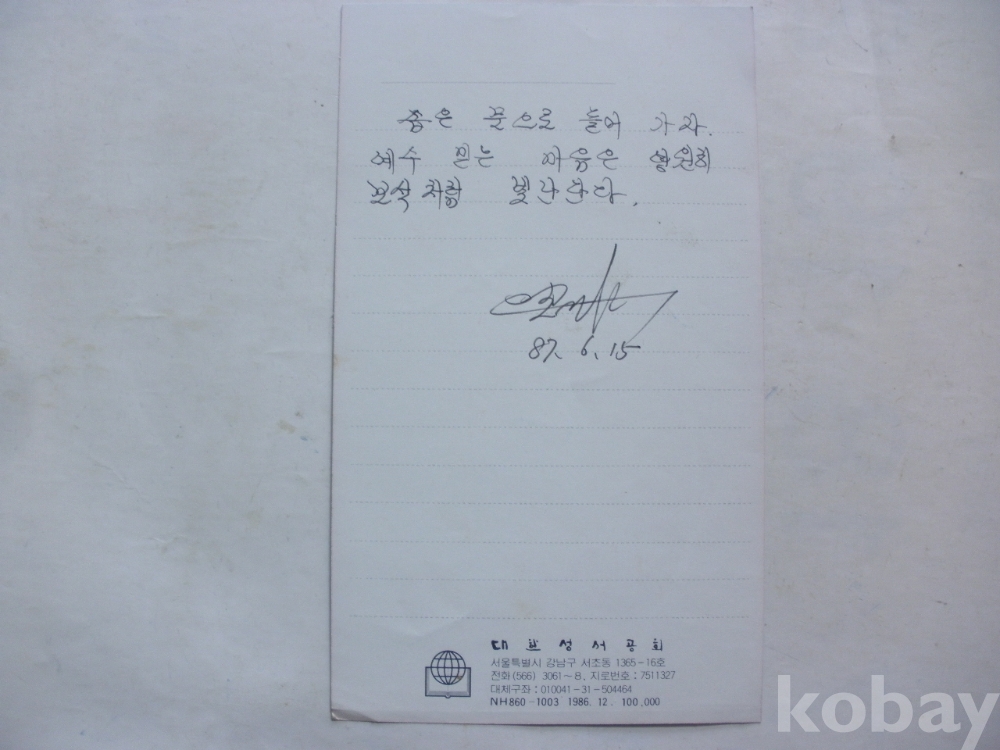 좁은 문으로 들어 가라.
예수 믿는 마음은 영원히
보석처럼 빛난단다.
87. 6. 15
대한성서공회
서울특별시 강남구 서초동 1365-16호
전화 (566) 3061~8, 지로번호 : 7511327
대체구좌 : 010041-31-504464
NH860-1003 1986. 12. 100,000
kobay